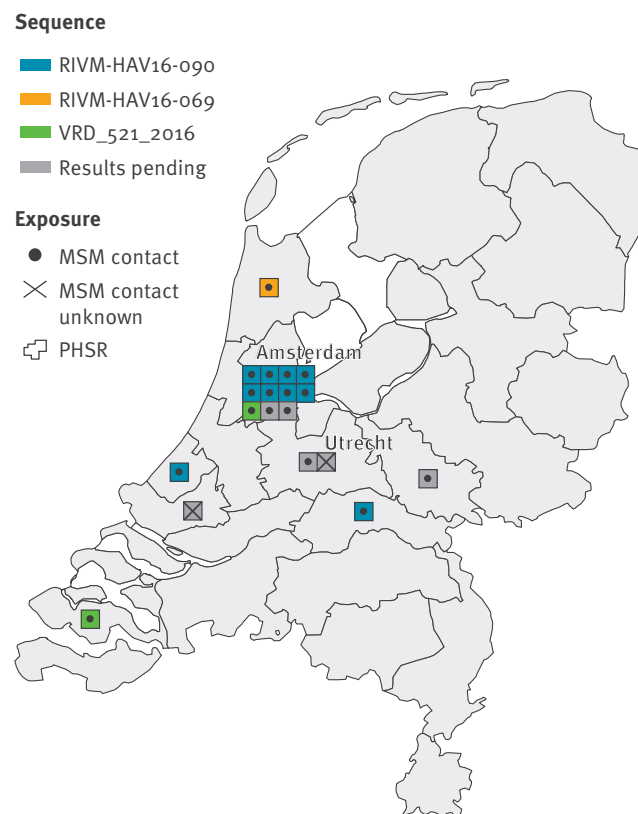 Sequence
RIVM-HAV16-090
RIVM-HAV16-069
VRD_521_2016
Results pending
Exposure
MSM contact
MSM contact
unknown
PHSR
Amsterdam
Utrecht